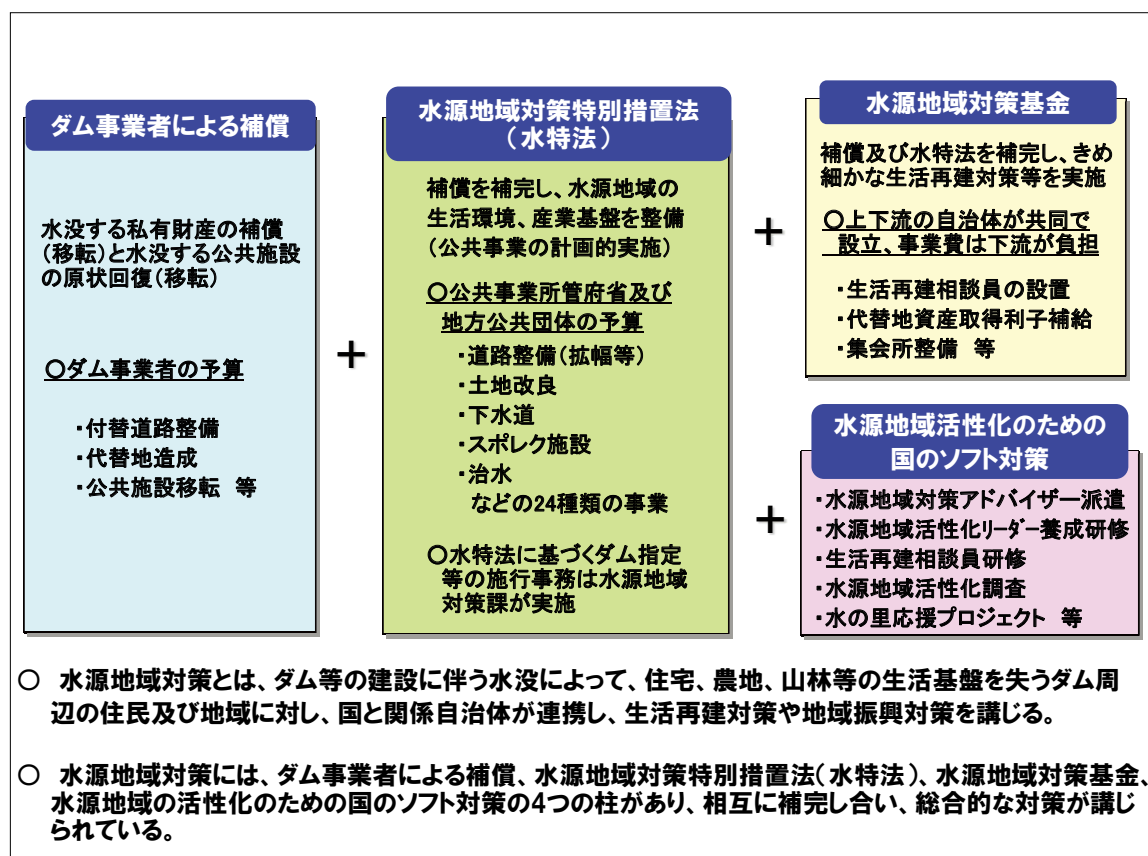 ダム事業者による補償
水没する私有財産の補償
(移転)と水没する公共施設
の原状回復(移転)
○ダム事業者の予算
・付替道路整備
・代替地造成
・公共施設移転 等
+
水源地域対策特別措置法
(水特法)
補償を補完し、水源地域の
生活環境、産業基盤を整備
(公共事業の計画的実施)
○公共事業所管府省及び
地方公共団体の予算
・道路整備(拡幅等)
・土地改良
・下水道
・スポレク施設
・治水
などの24種類の事業
○水特法に基づくダム指定
等の施行事務は水源地域
対策課が実施
+
水源地域対策基金
補償及び水特法を補完し、きめ
細かな生活再建対策等を実施
○上下流の自治体が共同で
設立、事業費は下流が負担
・生活再建相談員の設置
・代替地資産取得利子補給
・集会所整備 等
+
水源地域活性化のための
国のソフト対策
・水源地域対策アドバイザー派遣
・水源地域活性化リーダー養成研修
・生活再建相談員研修
・水源地域活性化調査
・水の里応援プロジェクト 等
○ 水源地域対策とは、ダム等の建設に伴う水没によって、住宅、農地、山林等の生活基盤を失うダム周
辺の住民及び地域に対し、国と関係自治体が連携し、生活再建対策や地域振興対策を講じる。
○ 水源地域対策には、ダム事業者による補償、水源地域対策特別措置法(水特法)、水源地域対策基金、
水源地域の活性化のための国のソフト対策の4つの柱があり、相互に補完し合い、総合的な対策が講じ
られている。